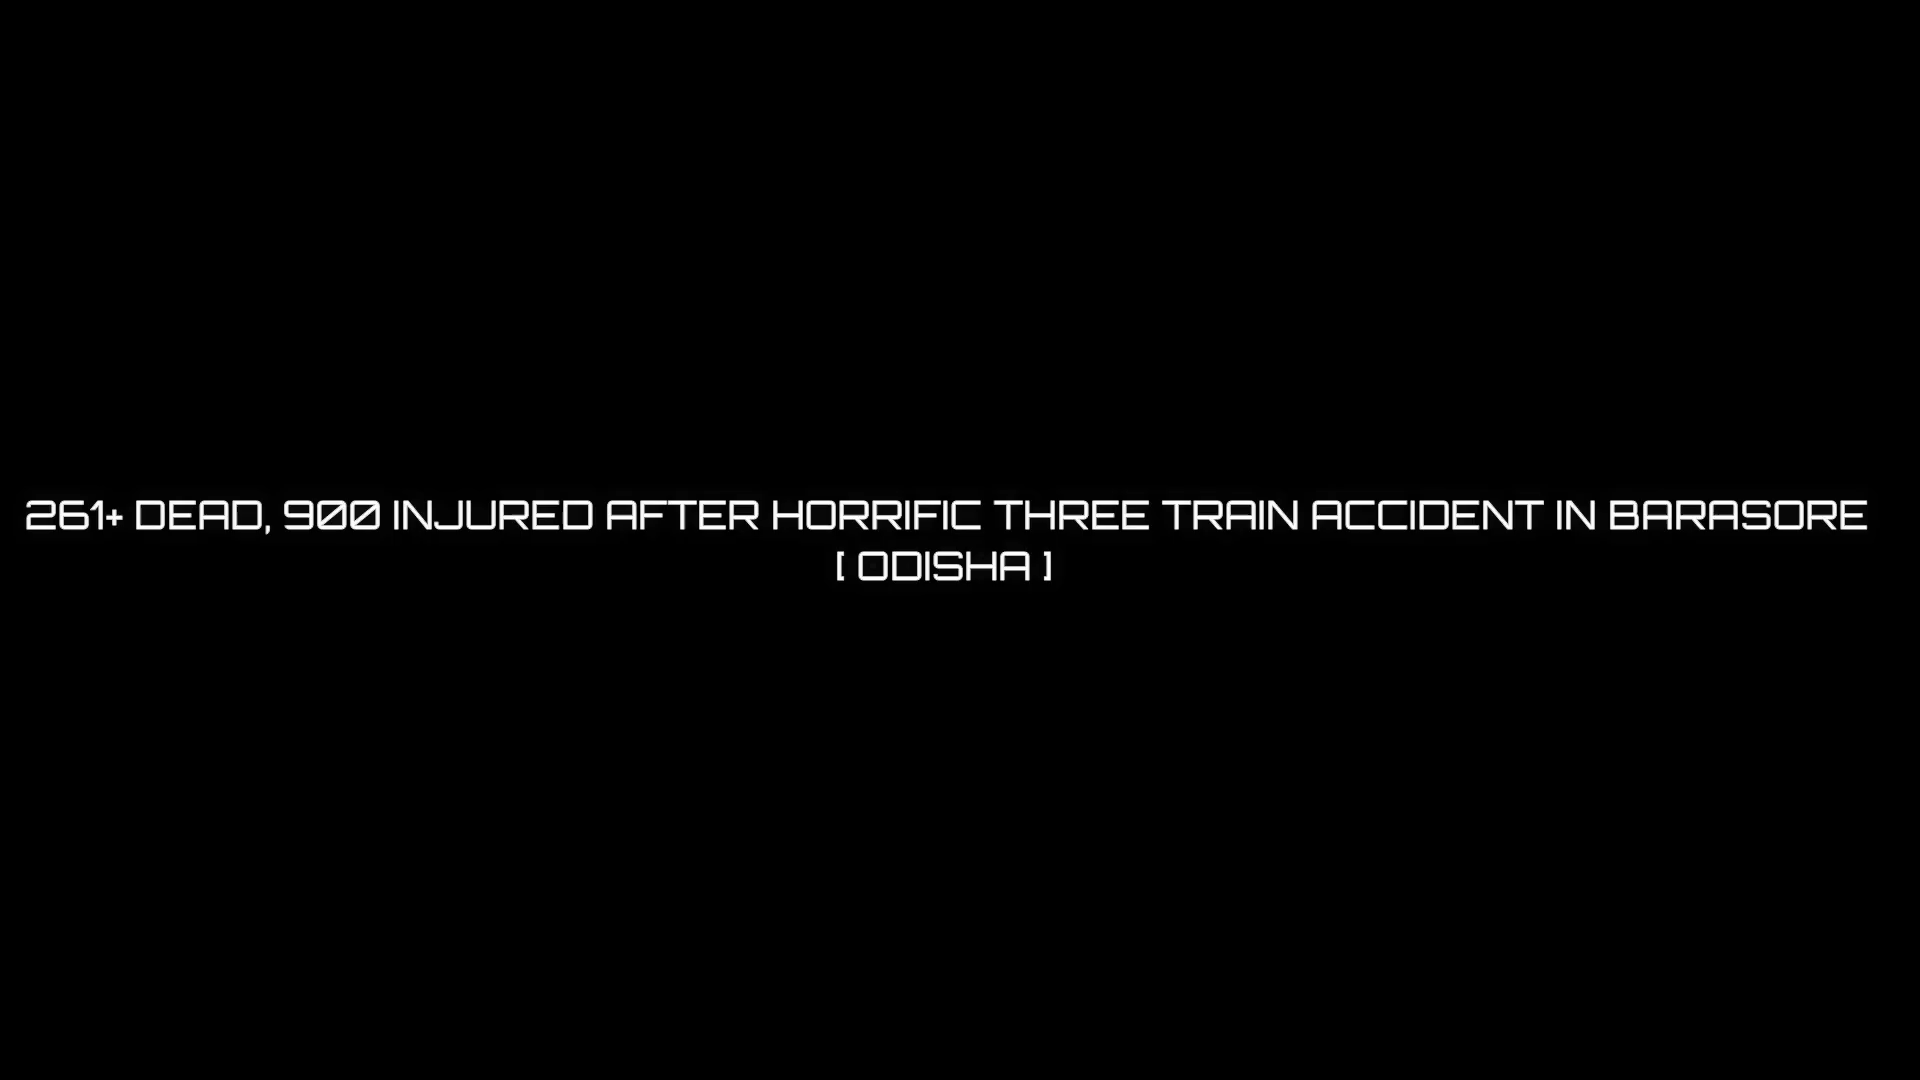 261+ DEAD, 900 INJURED AFTER HORRIFIC THREE TRAIN ACCIDENT IN BARASORE
[ ODISHA ]